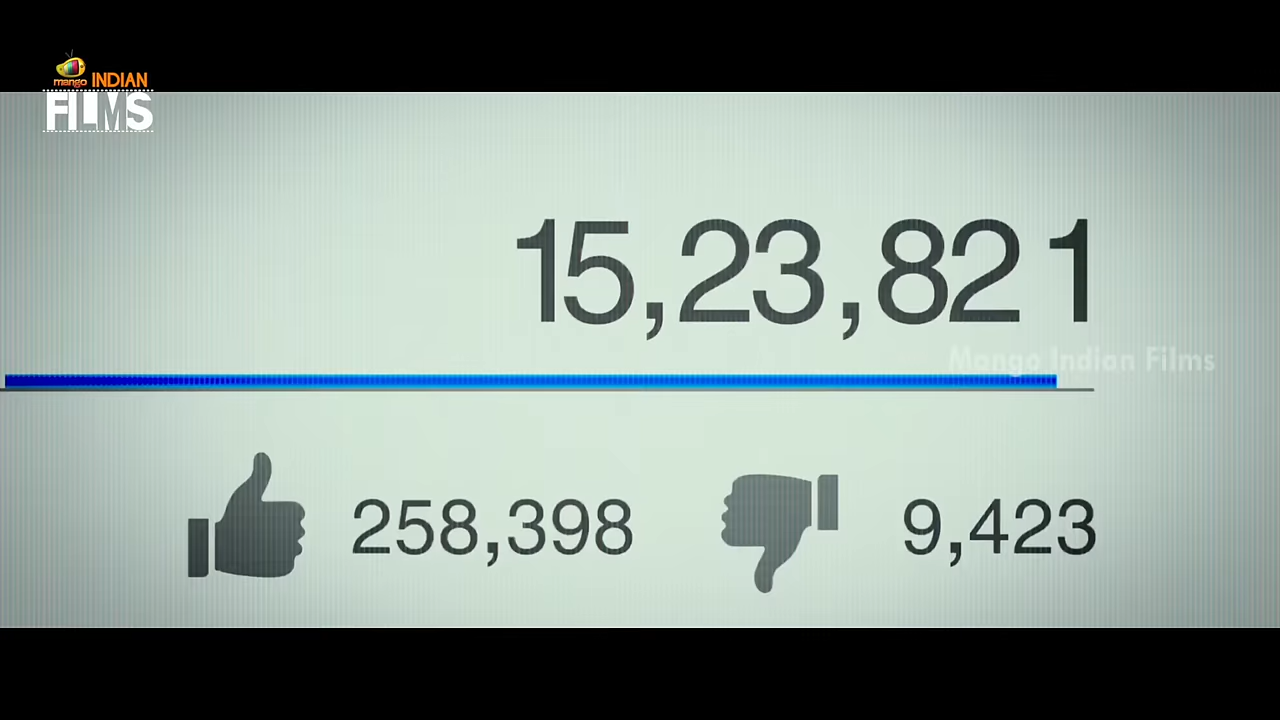 mango INDIAN
FILMS
15,23,821
Mango Indian Films
258,398 9,423